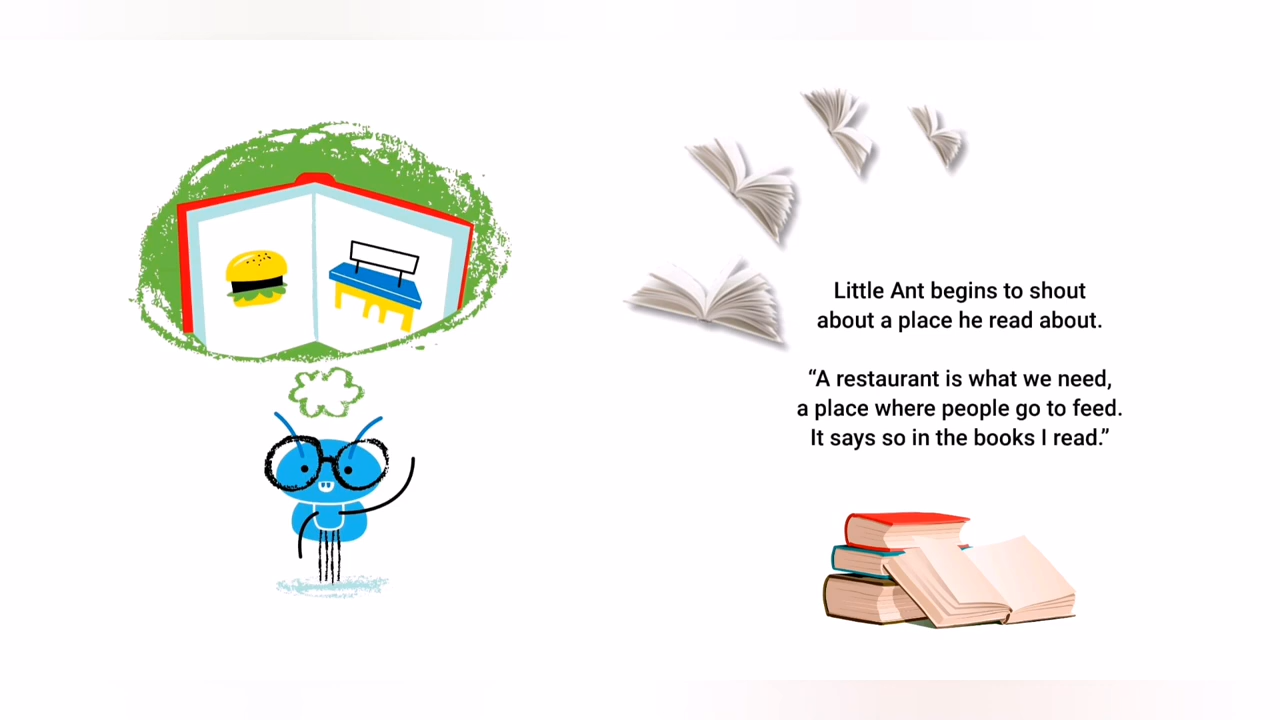 Little Ant begins to shout
about a place he read about.
“A restaurant is what we need,
a place where people go to feed.
It says so in the books I read.”